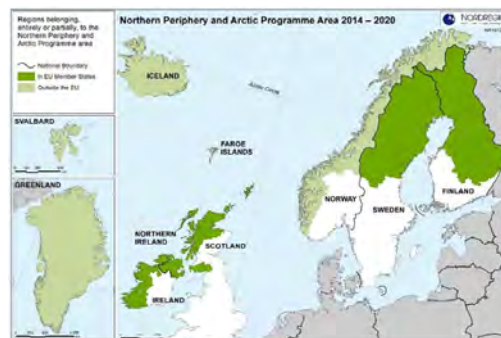 Regions belonging,
entirely or partially, to the
Northern Periphery and
Arctic Programme area
National Boundary
In EU Member States
Outside the EU
Northern Periphery and Arctic Programme Area 2014 – 2020
NORDREGIO
ICELAND
Arctic Circle
SVALBARD
FAROE
ISLANDS
GREENLAND
NORWAY
FINLAND
SWEDEN
NORTHERN
IRELAND
SCOTLAND
IRELAND